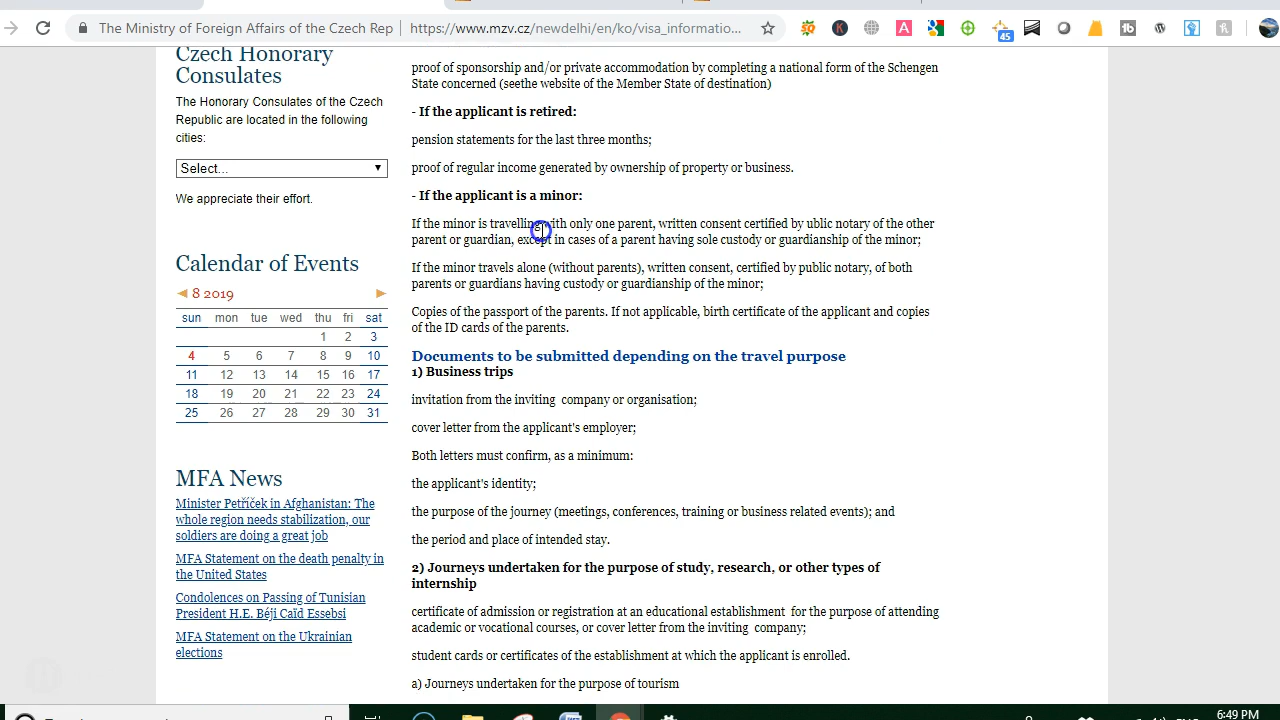 The Ministry of Foreign Affairs of the Czech Rep
https://www.mzv.cz/newdelhi/en/ko/visa_informatio...
45
Czech Honorary
Consulates
The Honorary Consulates of the Czech
Republic are located in the following
cities:
Select...
We appreciate their effort.
Calendar of Events
8 2019
sun mon tue wed thu fri sat
1 2 3
4 5 6 7 8 9 10
11 12 13 14 15 16 17
18 19 20 21 22 23 24
25 26 27 28 29 30 31
MFA News
Minister Petříček in Afghanistan: The
whole region needs stabilization, our
soldiers are doing a great job
MFA Statement on the death penalty in
the United States
Condolences on Passing of Tunisian
President H.E. Béji Caïd Essebsi
MFA Statement on the Ukrainian
elections
proof of sponsorship and/or private accommodation by completing a national form of the Schengen
State concerned (seethe website of the Member State of destination)
- If the applicant is retired:
pension statements for the last three months;
proof of regular income generated by ownership of property or business.
- If the applicant is a minor:
If the minor is travelling with only one parent, written consent certified by ublic notary of the other
parent or guardian, except in cases of a parent having sole custody or guardianship of the minor;
If the minor travels alone (without parents), written consent, certified by public notary, of both
parents or guardians having custody or guardianship of the minor;
Copies of the passport of the parents. If not applicable, birth certificate of the applicant and copies
of the ID cards of the parents.
Documents to be submitted depending on the travel purpose
1) Business trips
invitation from the inviting company or organisation;
cover letter from the applicant's employer;
Both letters must confirm, as a minimum:
the applicant's identity;
the purpose of the journey (meetings, conferences, training or business related events); and
the period and place of intended stay.
2) Journeys undertaken for the purpose of study, research, or other types of
internship
certificate of admission or registration at an educational establishment for the purpose of attending
academic or vocational courses, or cover letter from the inviting company;
student cards or certificates of the establishment at which the applicant is enrolled.
a) Journeys undertaken for the purpose of tourism
6:49 PM